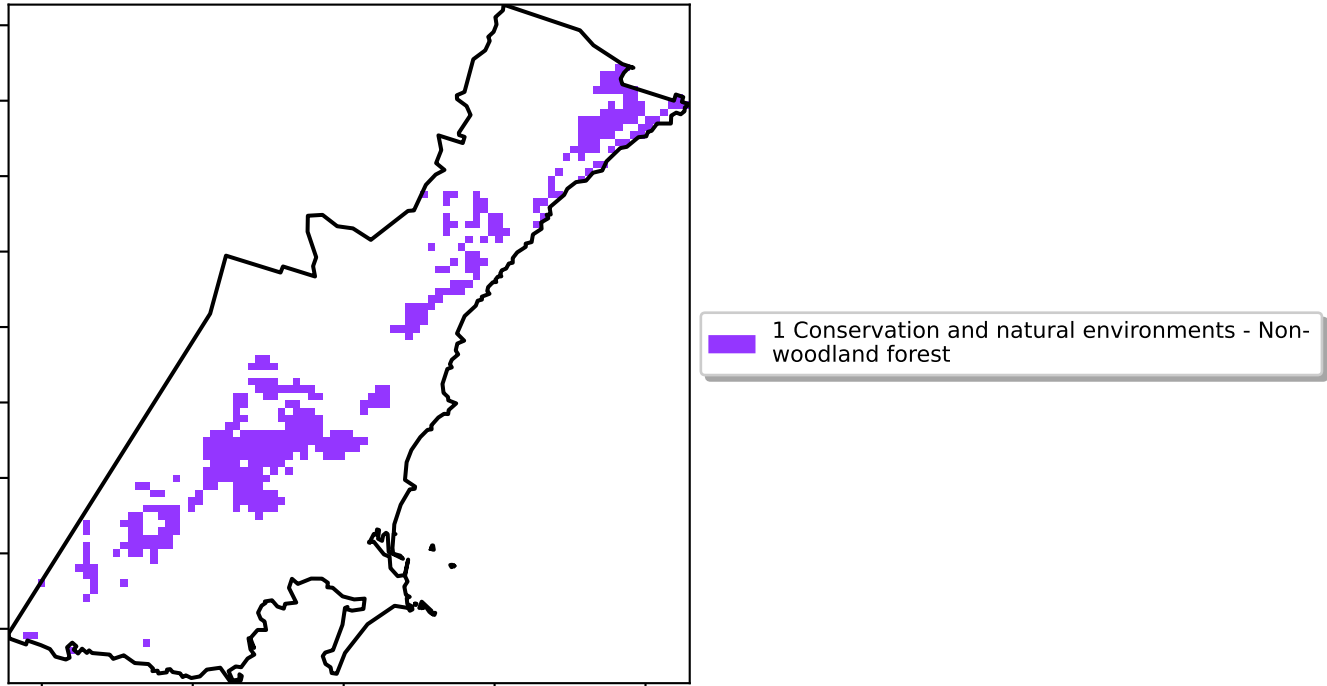 1 Conservation and natural environments - Non-
woodland forest